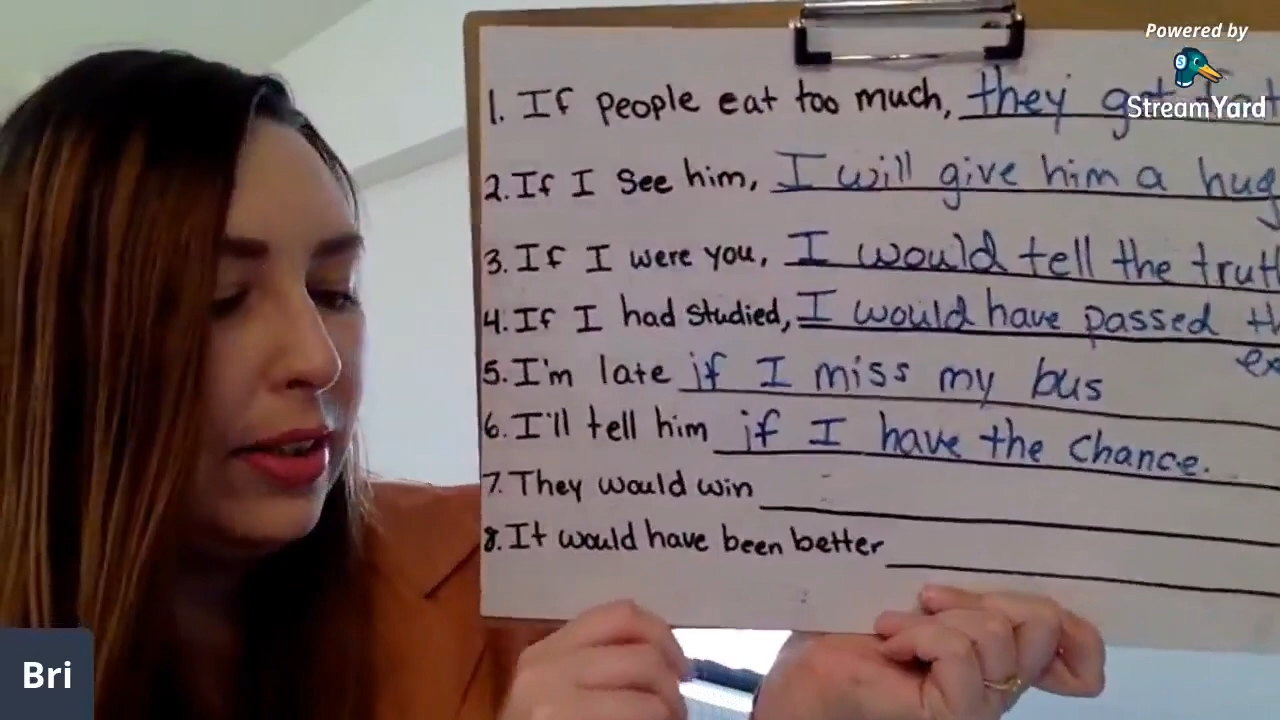 Powered by
StreamYard
1. If people eat too much, they get
2. If I see him, I will give him a hug
3. If I were you, I would tell the truth
4. If I had studied, I would have passed th
ex
5. I'm late if I miss my bus
6. I'll tell him if I have the chance.
7. They would win
8. It would have been better
Bri